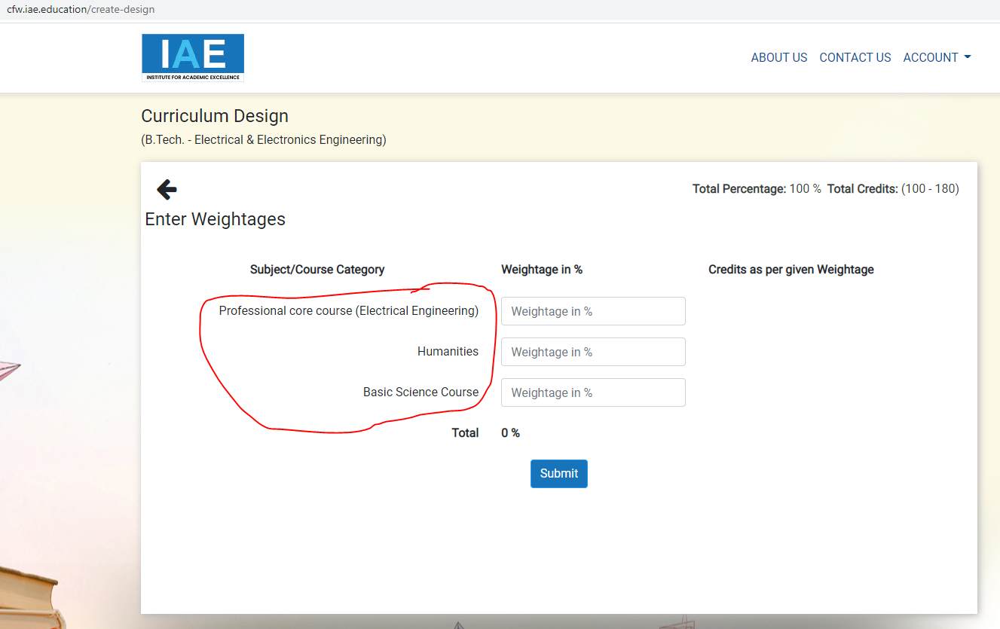 cfw.iae.education/create-design
IAE
INSTITUTE FOR ACADEMIC EXCELLENCE
ABOUT US CONTACT US ACCOUNT
Curriculum Design
(B.Tech. - Electrical & Electronics Engineering)
Total Percentage: 100 % Total Credits: (100 - 180)
Enter Weightages
Subject/Course Category Weightage in % Credits as per given Weightage
Professional core course (Electrical Engineering) Weightage in %
Humanities Weightage in %
Basic Science Course Weightage in %
Total 0 %
Submit